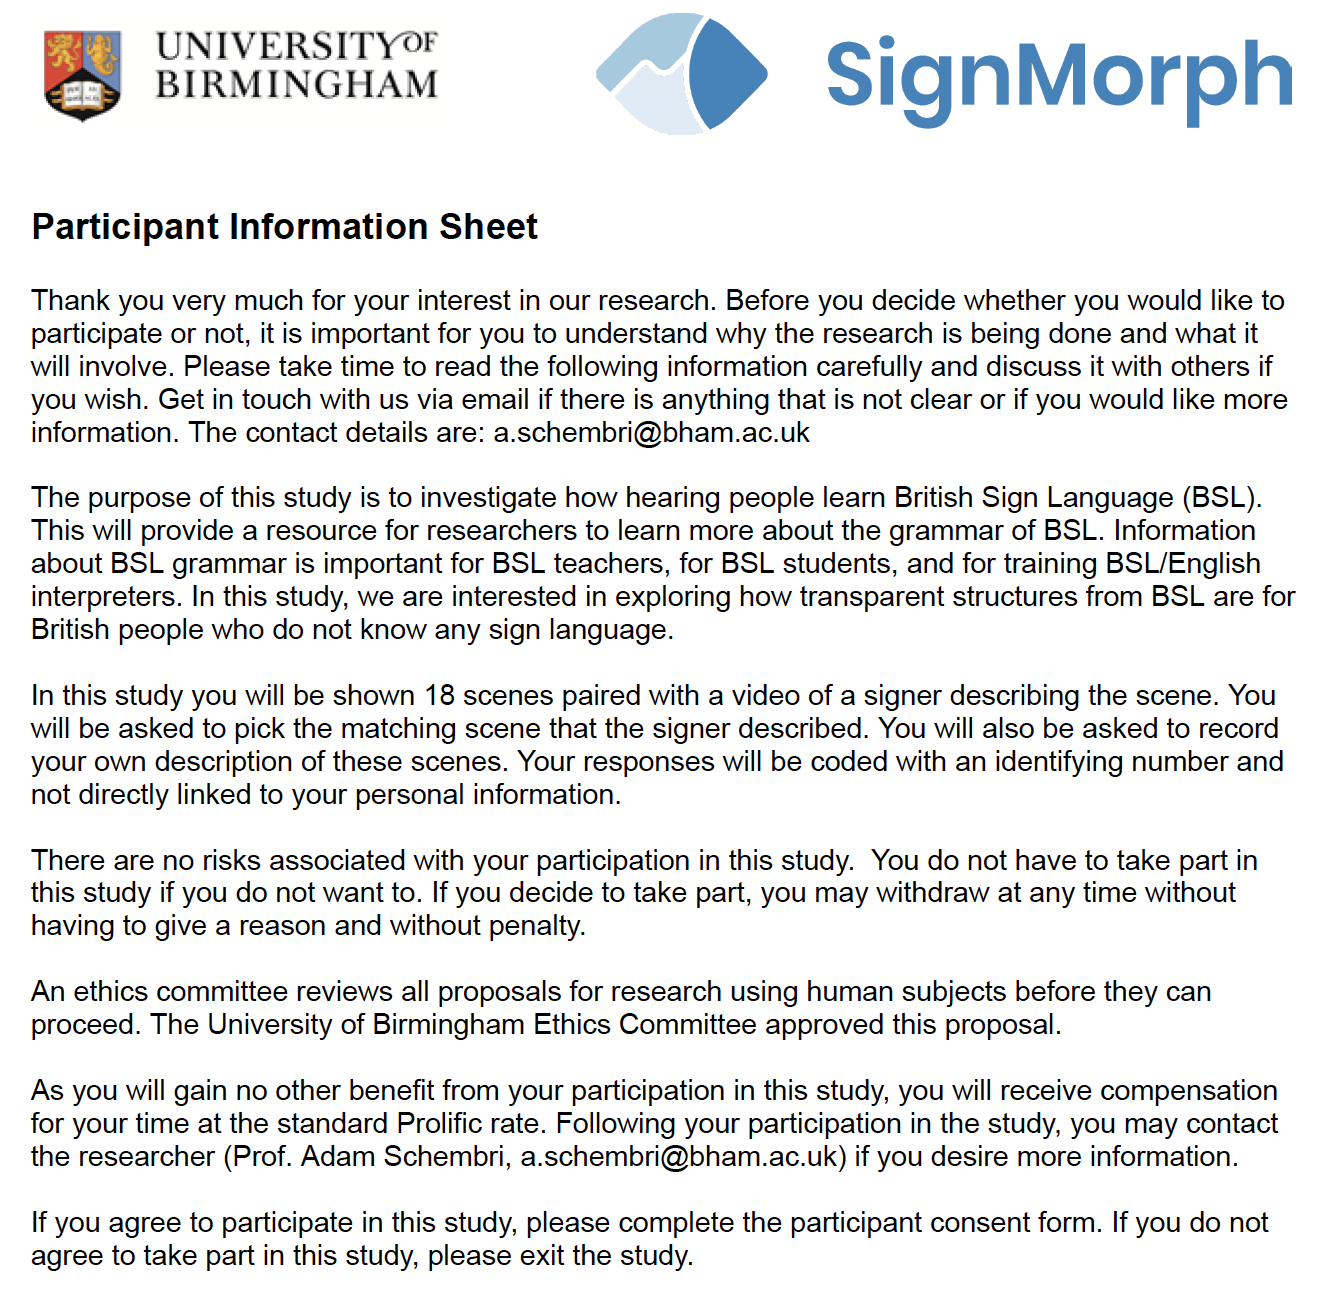 UNIVERSITY OF
BIRMINGHAM
SignMorph
Participant Information Sheet
Thank you very much for your interest in our research. Before you decide whether you would like to
participate or not, it is important for you to understand why the research is being done and what it
will involve. Please take time to read the following information carefully and discuss it with others if
you wish. Get in touch with us via email if there is anything that is not clear or if you would like more
information. The contact details are: a.schembri@bham.ac.uk
The purpose of this study is to investigate how hearing people learn British Sign Language (BSL).
This will provide a resource for researchers to learn more about the grammar of BSL. Information
about BSL grammar is important for BSL teachers, for BSL students, and for training BSL/English
interpreters. In this study, we are interested in exploring how transparent structures from BSL are for
British people who do not know any sign language.
In this study you will be shown 18 scenes paired with a video of a signer describing the scene. You
will be asked to pick the matching scene that the signer described. You will also be asked to record
your own description of these scenes. Your responses will be coded with an identifying number and
not directly linked to your personal information.
There are no risks associated with your participation in this study.  You do not have to take part in
this study if you do not want to. If you decide to take part, you may withdraw at any time without
having to give a reason and without penalty.
An ethics committee reviews all proposals for research using human subjects before they can
proceed. The University of Birmingham Ethics Committee approved this proposal.
As you will gain no other benefit from your participation in this study, you will receive compensation
for your time at the standard Prolific rate. Following your participation in the study, you may contact
the researcher (Prof. Adam Schembri, a.schembri@bham.ac.uk) if you desire more information.
If you agree to participate in this study, please complete the participant consent form. If you do not
agree to take part in this study, please exit the study.